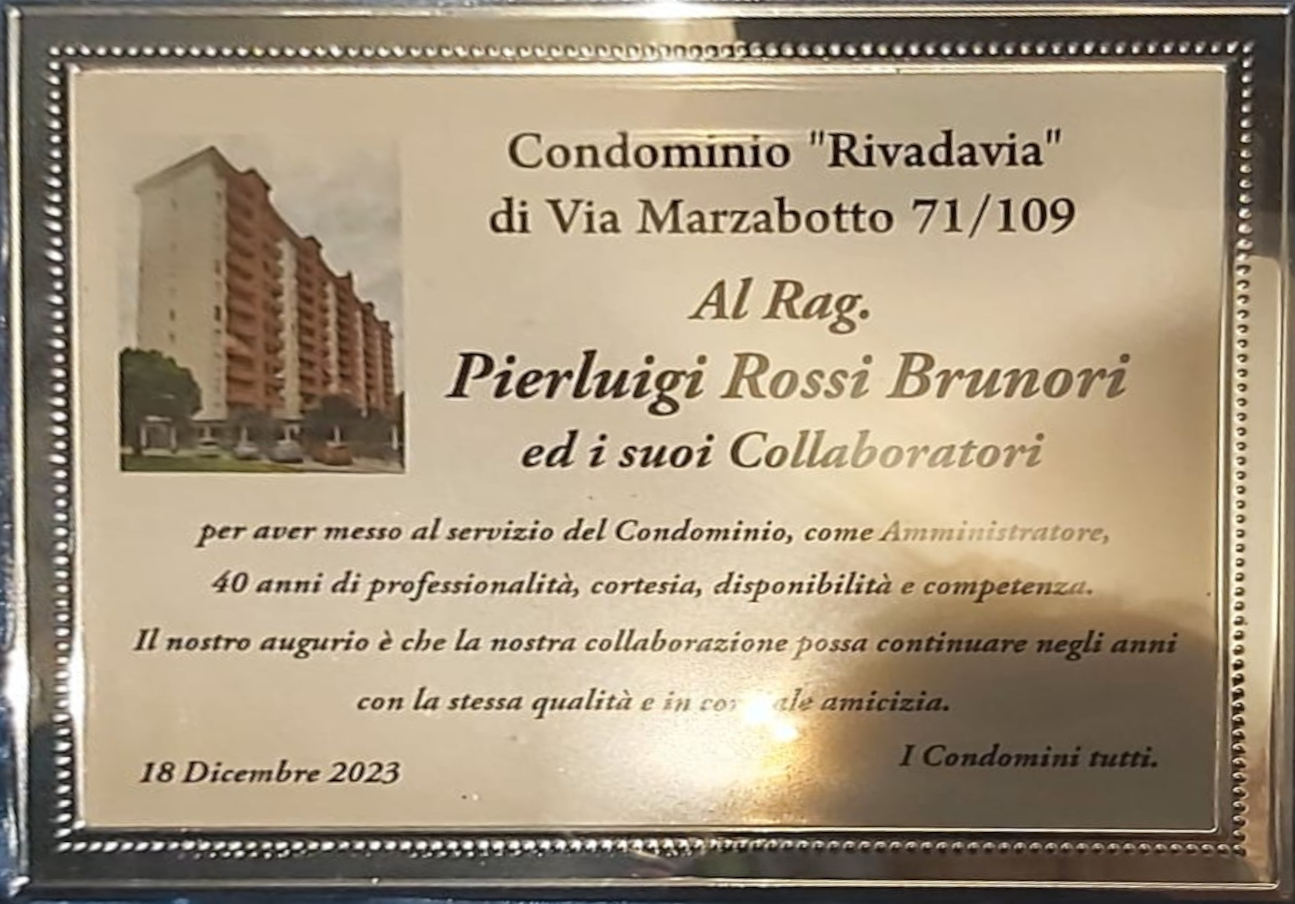 Condominio "Rivadavia"
di Via Marzabotto 71/109
Al Rag.
Pierluigi Rossi Brunori
ed i suoi Collaboratori
per aver messo al servizio del Condominio, come Amministratore,
40 anni di professionalità, cortesia, disponibilità e competenza.
Il nostro augurio è che la nostra collaborazione possa continuare negli anni
con la stessa qualità e in amicizia.
I Condomini tutti.
18 Dicembre 2023